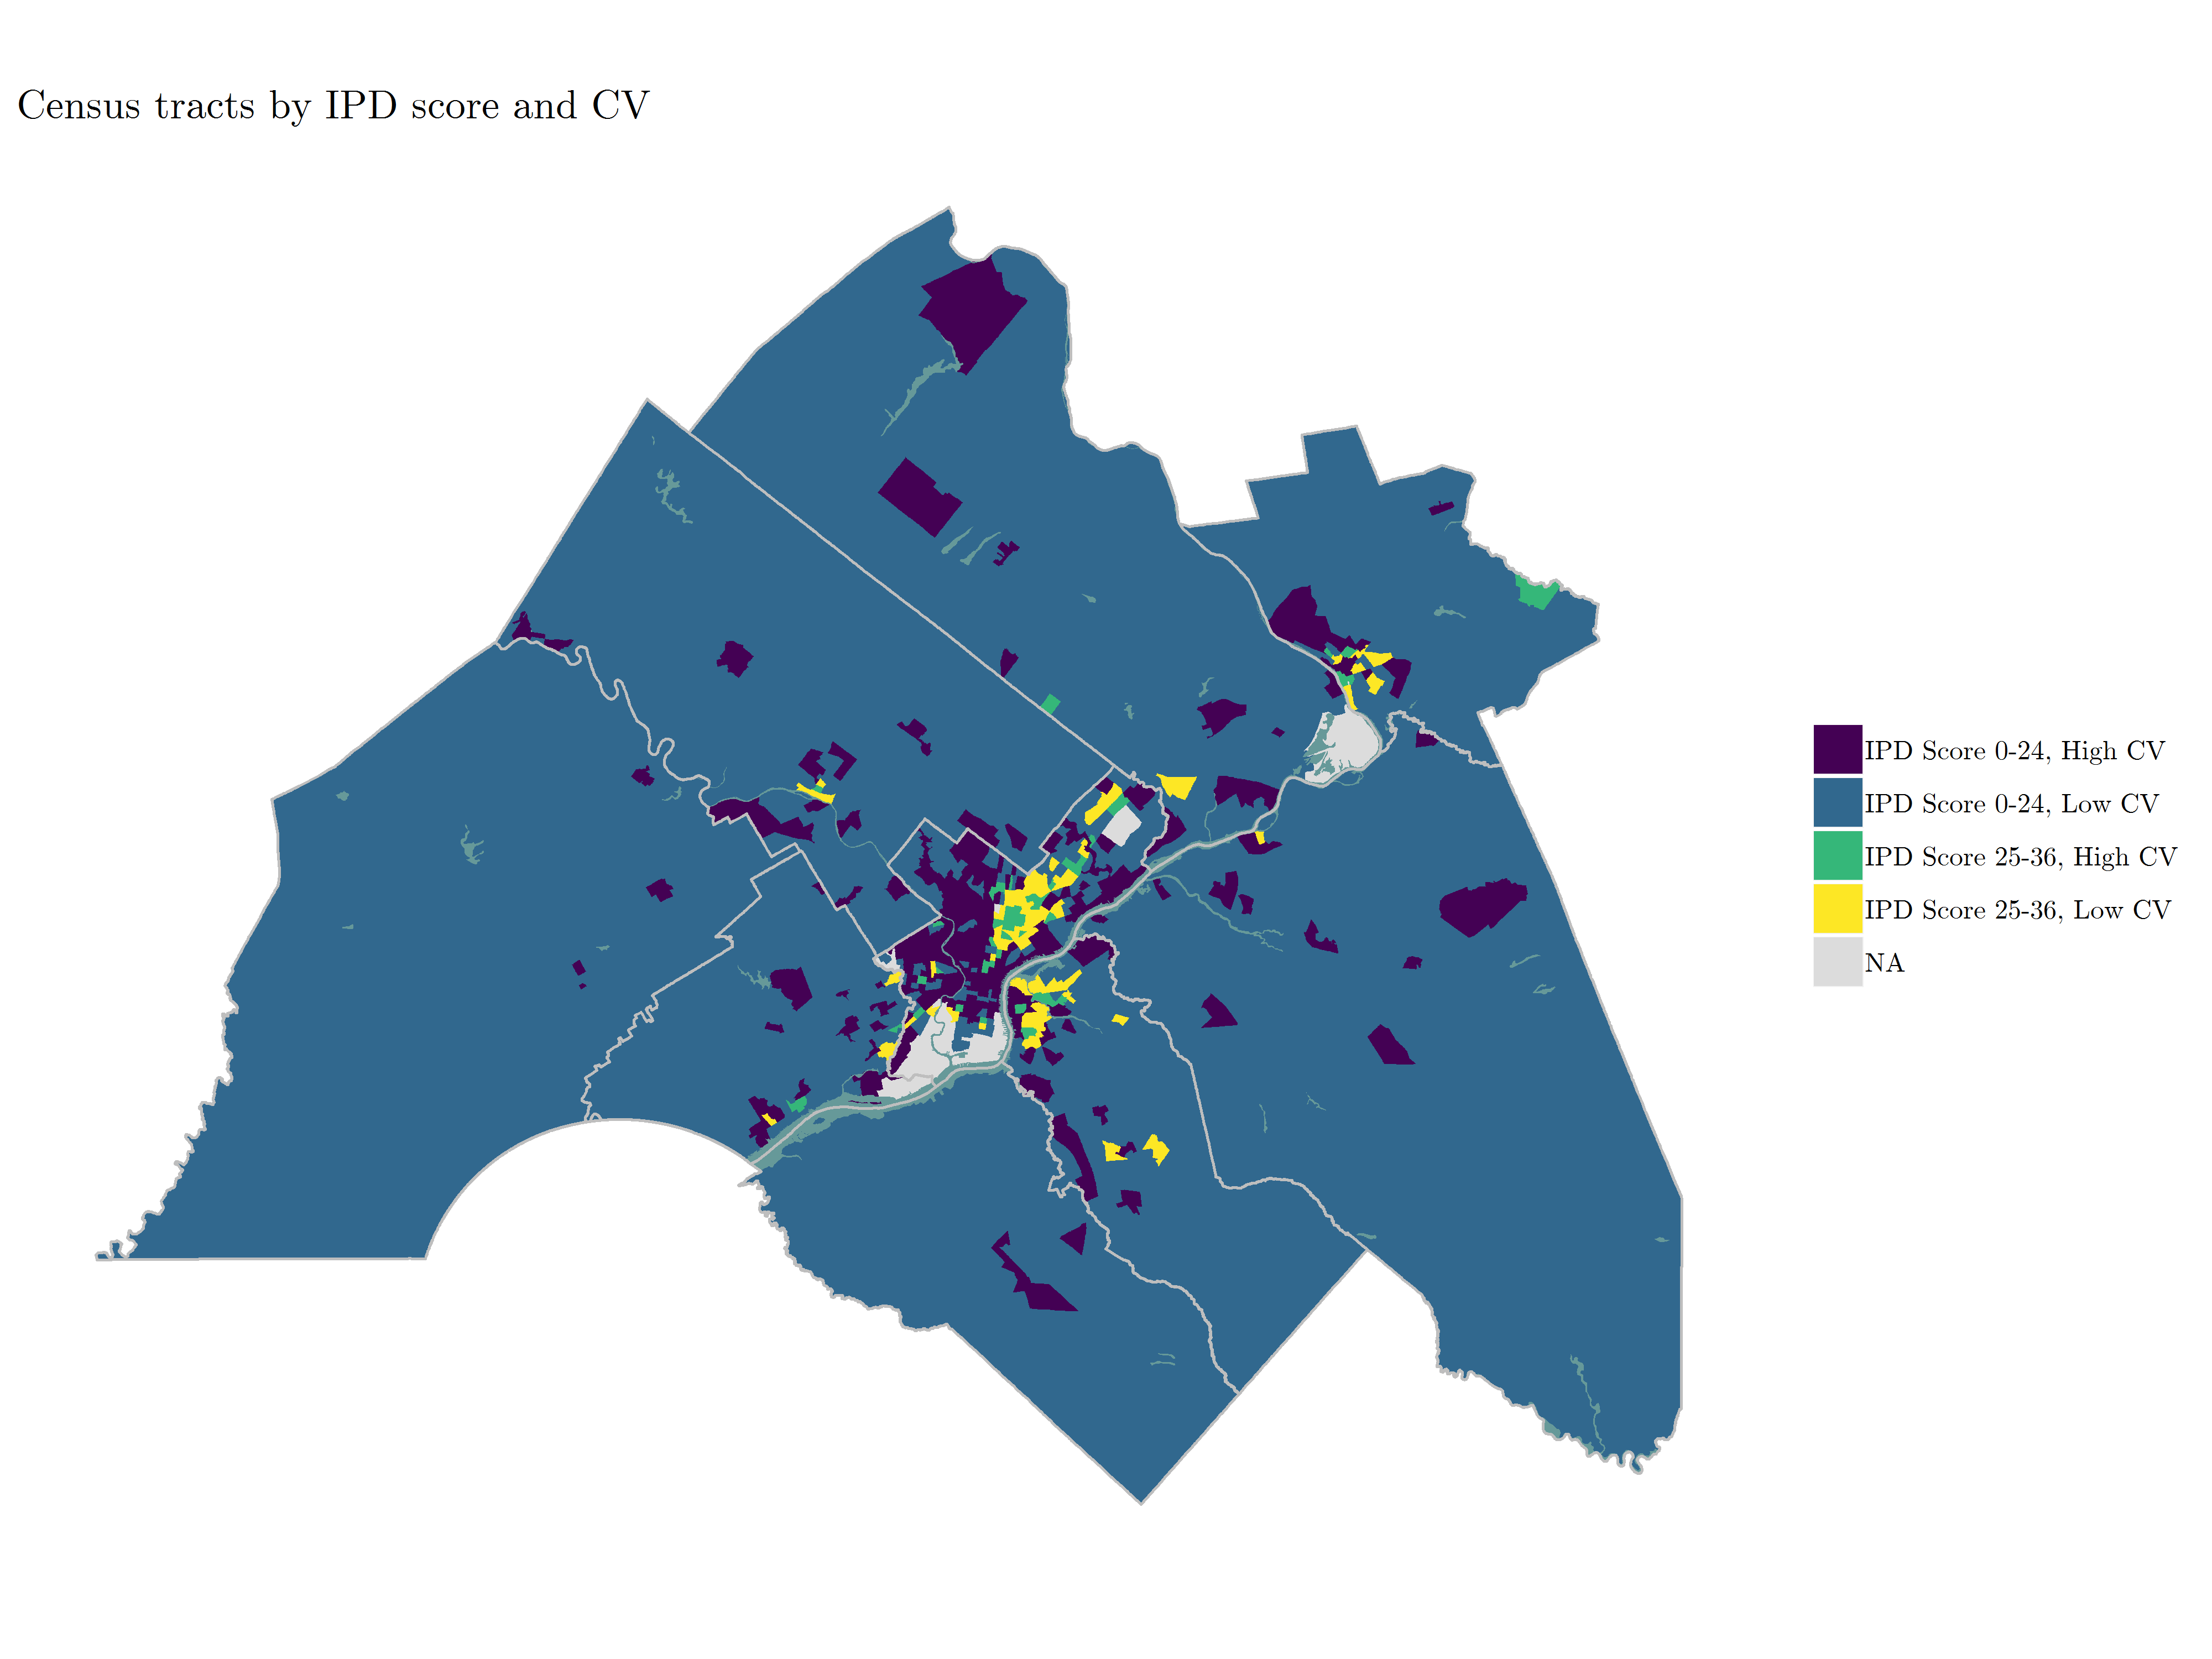 Census tracts by IPD score and CV
IPD Score 0-24, High CV
IPD Score 0-24, Low CV
IPD Score 25-36, High CV
IPD Score 25-36, Low CV
NA